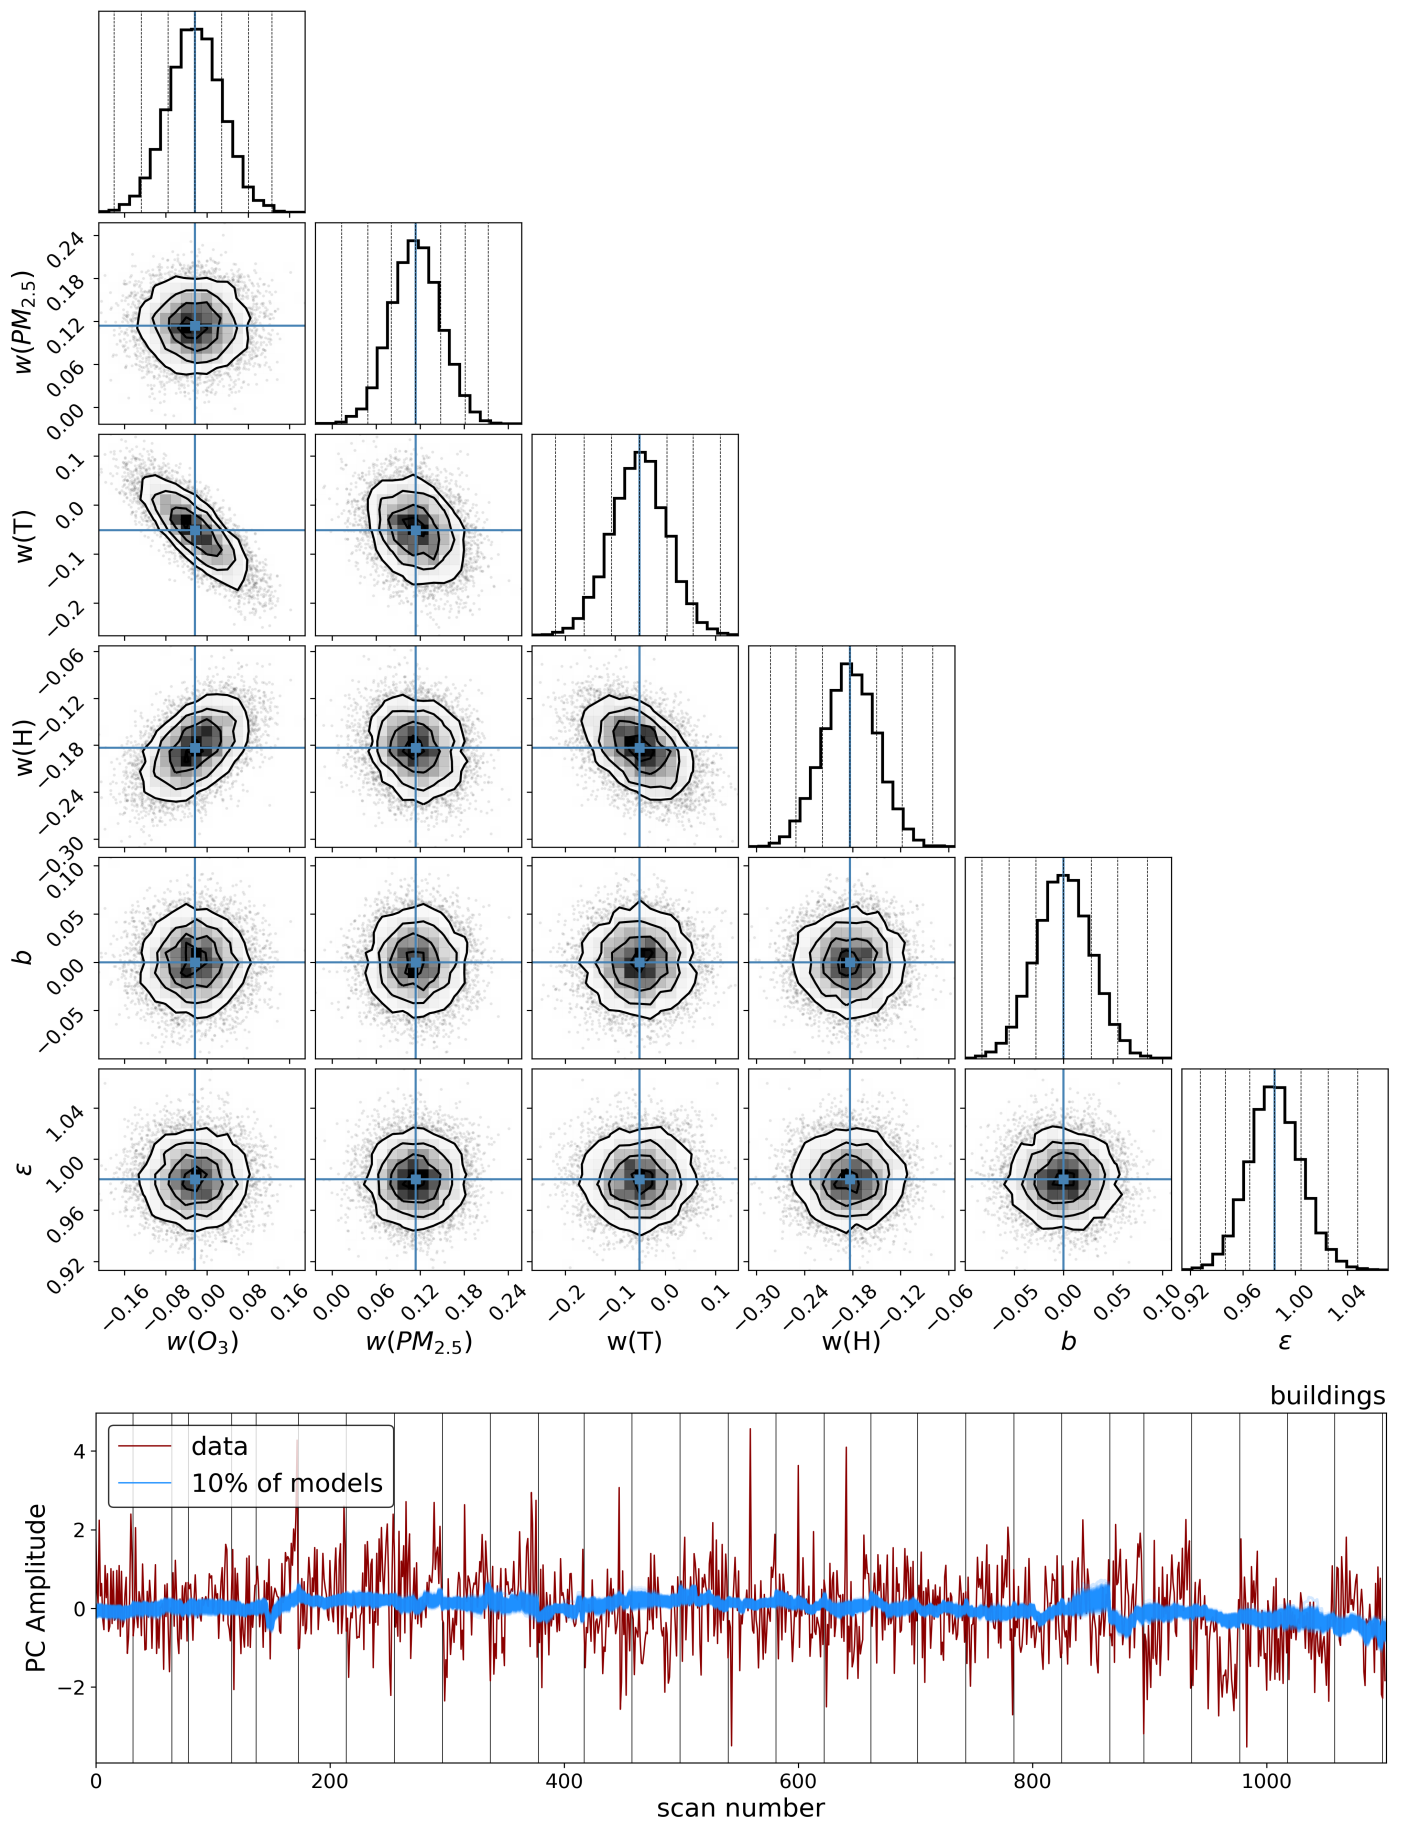 w(PM2.5)
0.24
0.18
0.12
0.06
0.00
w(T)
0.1
0.0
−0.1
−0.2
w(H)
−0.06
−0.12
−0.18
−0.24
−0.30
b
0.10
0.05
0.00
−0.05
ε
1.04
1.00
0.96
0.92
−0.16 −0.08 0.00 0.08 0.16 0.00 0.06 0.12 0.18 0.24 −0.2 −0.1 0.0 0.1 −0.30 −0.24 −0.18 −0.12 −0.06 −0.05 0.00 0.05 0.10 0.92 0.96 1.00 1.04
w(O3) w(PM2.5) w(T) w(H) b ε
buildings
data
10% of models
PC Amplitude
4
2
0
−2
0 200 400 600 800 1000
scan number